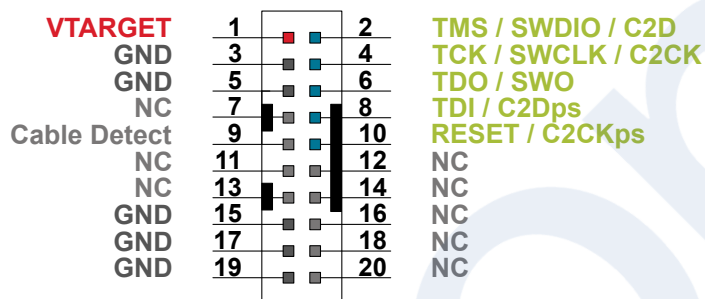 VTARGET 1 2 TMS / SWDIO / C2D
GND 3 4 TCK / SWCLK / C2CK
GND 5 6 TDO / SWO
NC 7 8 TDI / C2Dps
Cable Detect 9 10 RESET / C2CKps
NC 11 12 NC
NC 13 14 NC
GND 15 16 NC
GND 17 18 NC
GND 19 20 NC